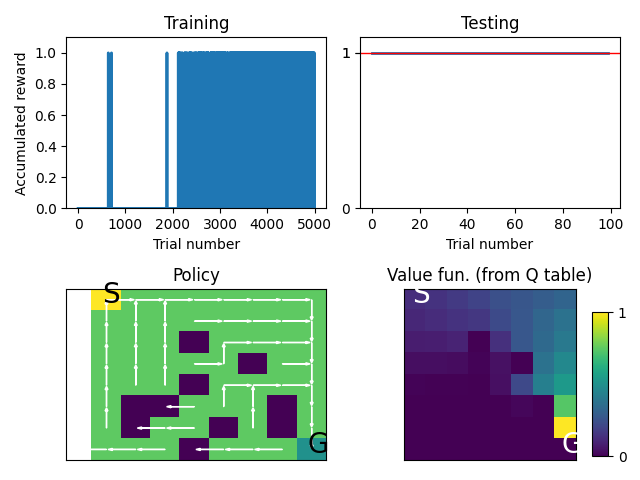 Training
Testing
Accumulated reward
1.0
0.8
0.6
0.4
0.2
0.0
0 1000 2000 3000 4000 5000
Trial number
1
0
0 20 40 60 80 100
Trial number
Policy
Value fun. (from Q table)
S
G
S
G
1
0